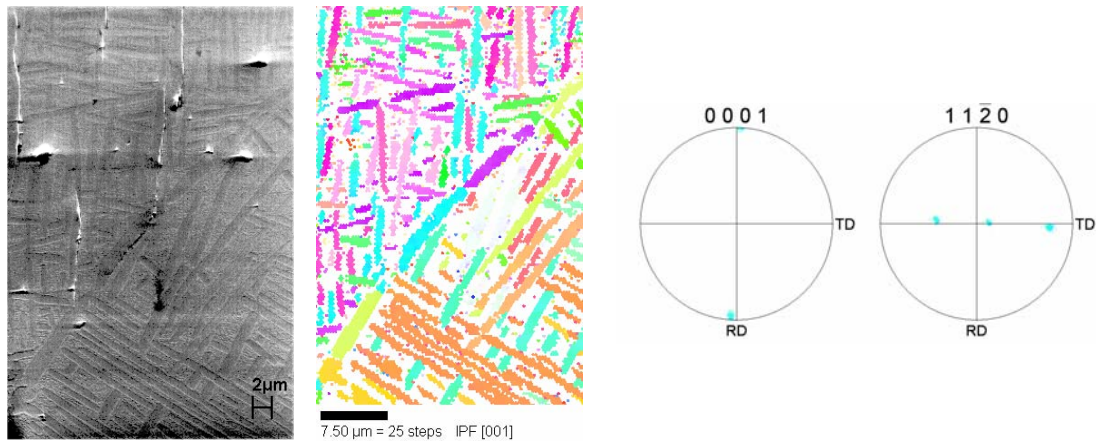 2µm
7.50 µm = 25 steps IPF [001]
0 0 0 1
TD
RD
1 1 2̄ 0
TD
RD